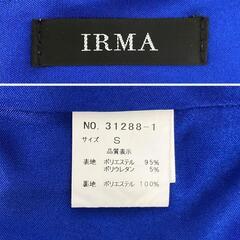 IRMA
NO. 31288-1
サイズ S
品質表示
表地 ポリエステル 95%
ポリウレタン 5%
裏地 ポリエステル 100%